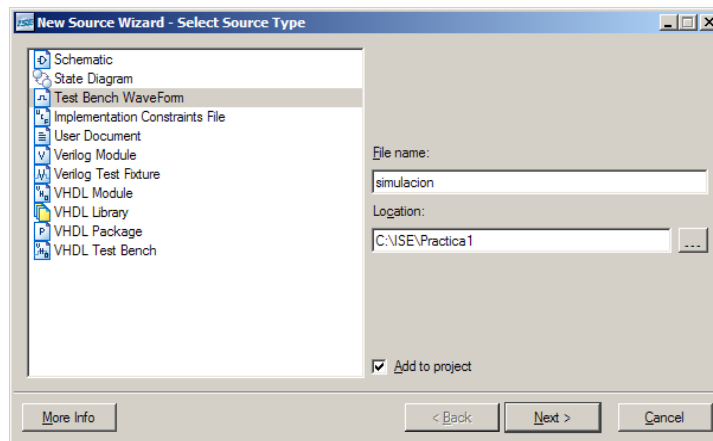 ISE New Source Wizard - Select Source Type
Schematic
State Diagram
Test Bench WaveForm
Implementation Constraints File
User Document
Verilog Module
Verilog Test Fixture
VHDL Module
VHDL Library
VHDL Package
VHDL Test Bench
File name:
simulacion
Location:
C:\ISE\Practica1
...
Add to project
More Info
< Back
Next >
Cancel